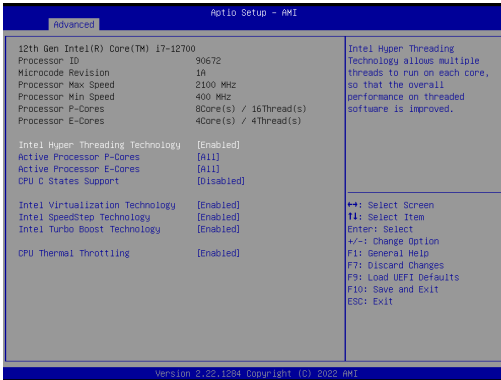 Aptio Setup - AMI
Advanced
12th Gen Intel(R) Core(TM) i7-12700
Processor ID 90672
Microcode Revision 1A
Processor Max Speed 2100 MHz
Processor Min Speed 400 MHz
Processor P-Cores 8Core(s) / 16Thread(s)
Processor E-Cores 4Core(s) / 4Thread(s)
Intel Hyper Threading Technology [Enabled]
Active Processor P-Cores [All]
Active Processor E-Cores [All]
CPU C States Support [Disabled]
Intel Virtualization Technology [Enabled]
Intel SpeedStep Technology [Enabled]
Intel Turbo Boost Technology [Enabled]
CPU Thermal Throttling [Enabled]
Intel Hyper Threading
Technology allows multiple
threads to run on each core,
so that the overall
performance on threaded
software is improved.
↔: Select Screen
↑↓: Select Item
Enter: Select
+/-: Change Option
F1: General Help
F7: Discard Changes
F9: Load UEFI Defaults
F10: Save and Exit
ESC: Exit
Version 2.22.1284 Copyright (C) 2022 AMI